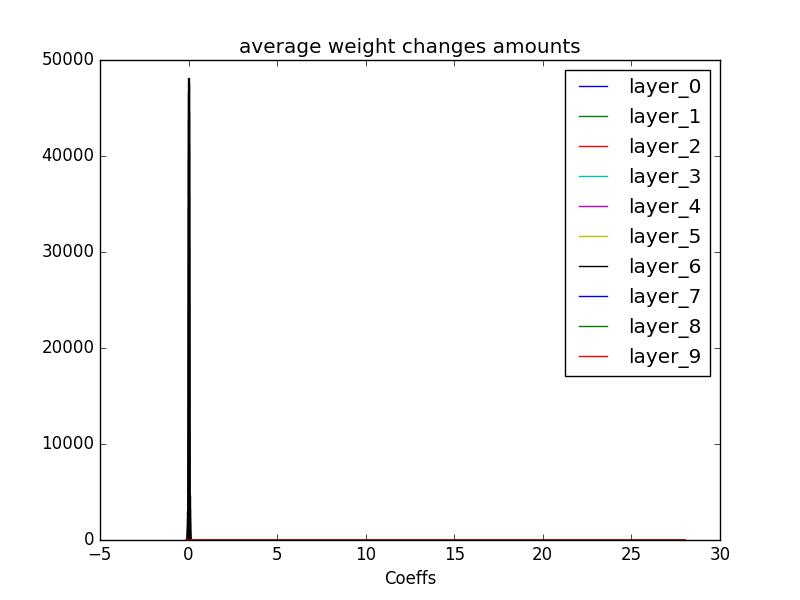 average weight changes amounts
50000
40000
30000
20000
10000
0
layer_0
layer_1
layer_2
layer_3
layer_4
layer_5
layer_6
layer_7
layer_8
layer_9
−5 0 5 10 15 20 25 30
Coeffs